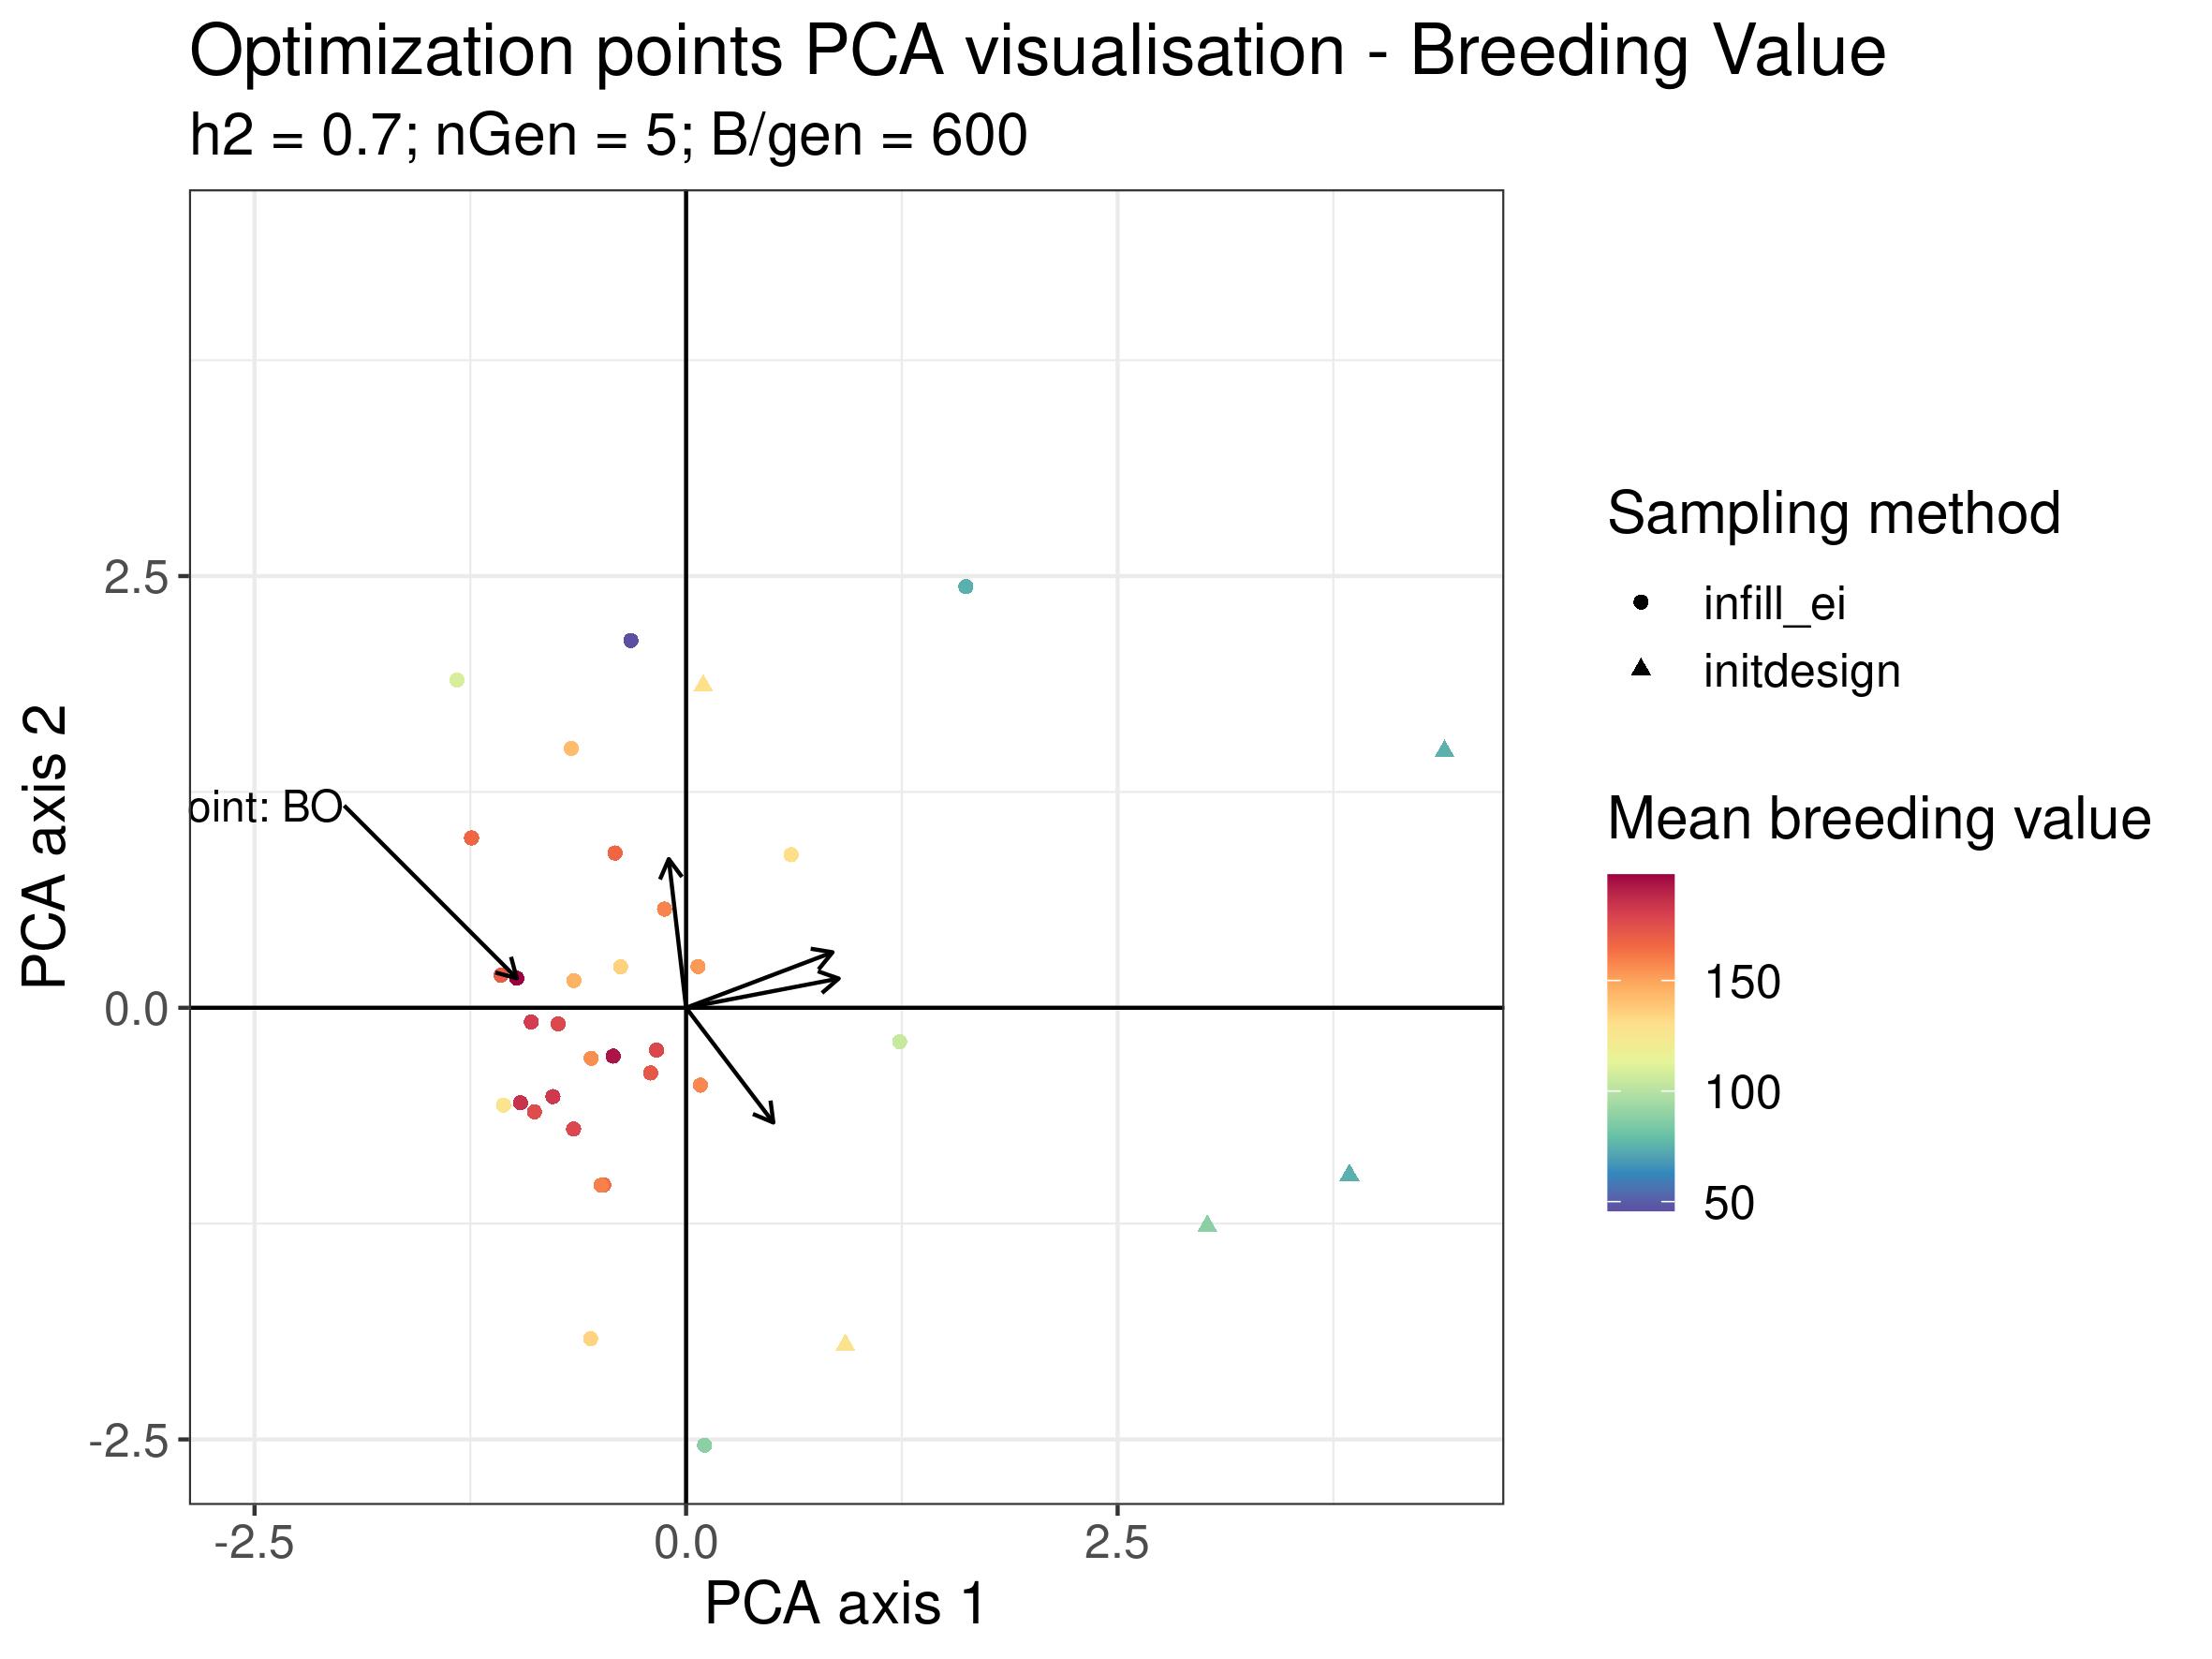 Optimization points PCA visualisation - Breeding Value
h2 = 0.7; nGen = 5; B/gen = 600
PCA axis 2
2.5
0.0
-2.5
oint: BO
-2.5
0.0
2.5
PCA axis 1
Sampling method
infill_ei
initdesign
Mean breeding value
150
100
50